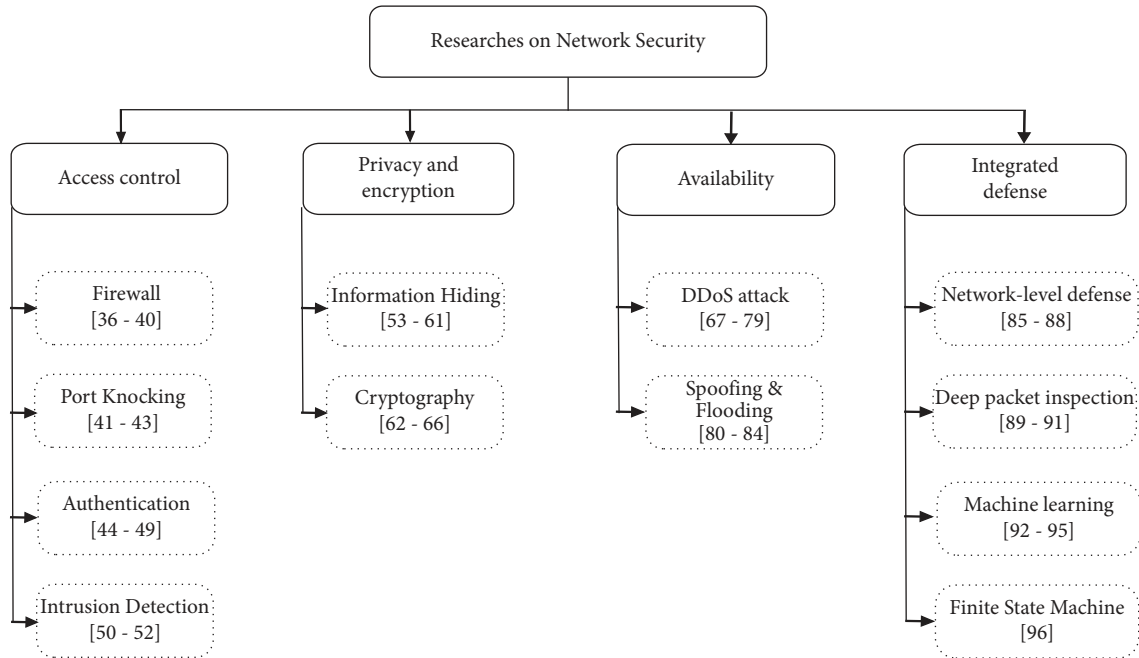 Researches on Network Security
Access control
Firewall
[36 - 40]
Port Knocking
[41 - 43]
Authentication
[44 - 49]
Intrusion Detection
[50 - 52]
Privacy and
encryption
Information Hiding
[53 - 61]
Cryptography
[62 - 66]
Availability
DDoS attack
[67 - 79]
Spoofing &
Flooding
[80 - 84]
Integrated
defense
Network-level defense
[85 - 88]
Deep packet inspection
[89 - 91]
Machine learning
[92 - 95]
Finite State Machine
[96]